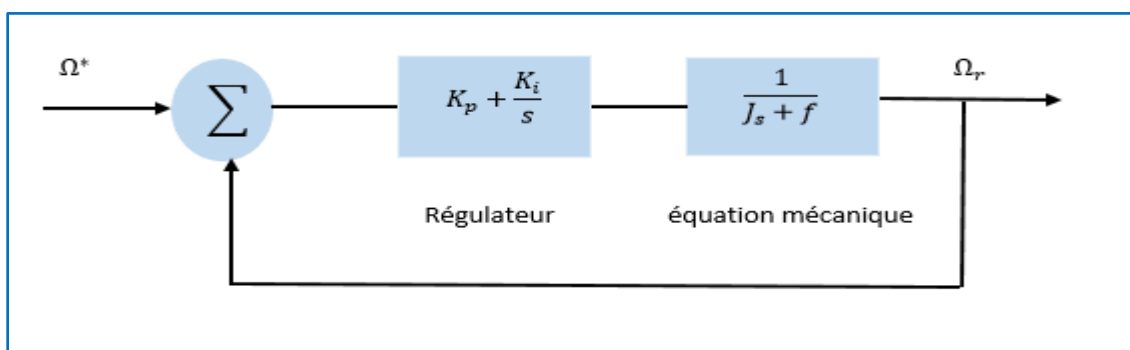 Ω*
∑
K_p + K_i/s
1/(J_s + f)
Ω_r
Régulateur
équation mécanique